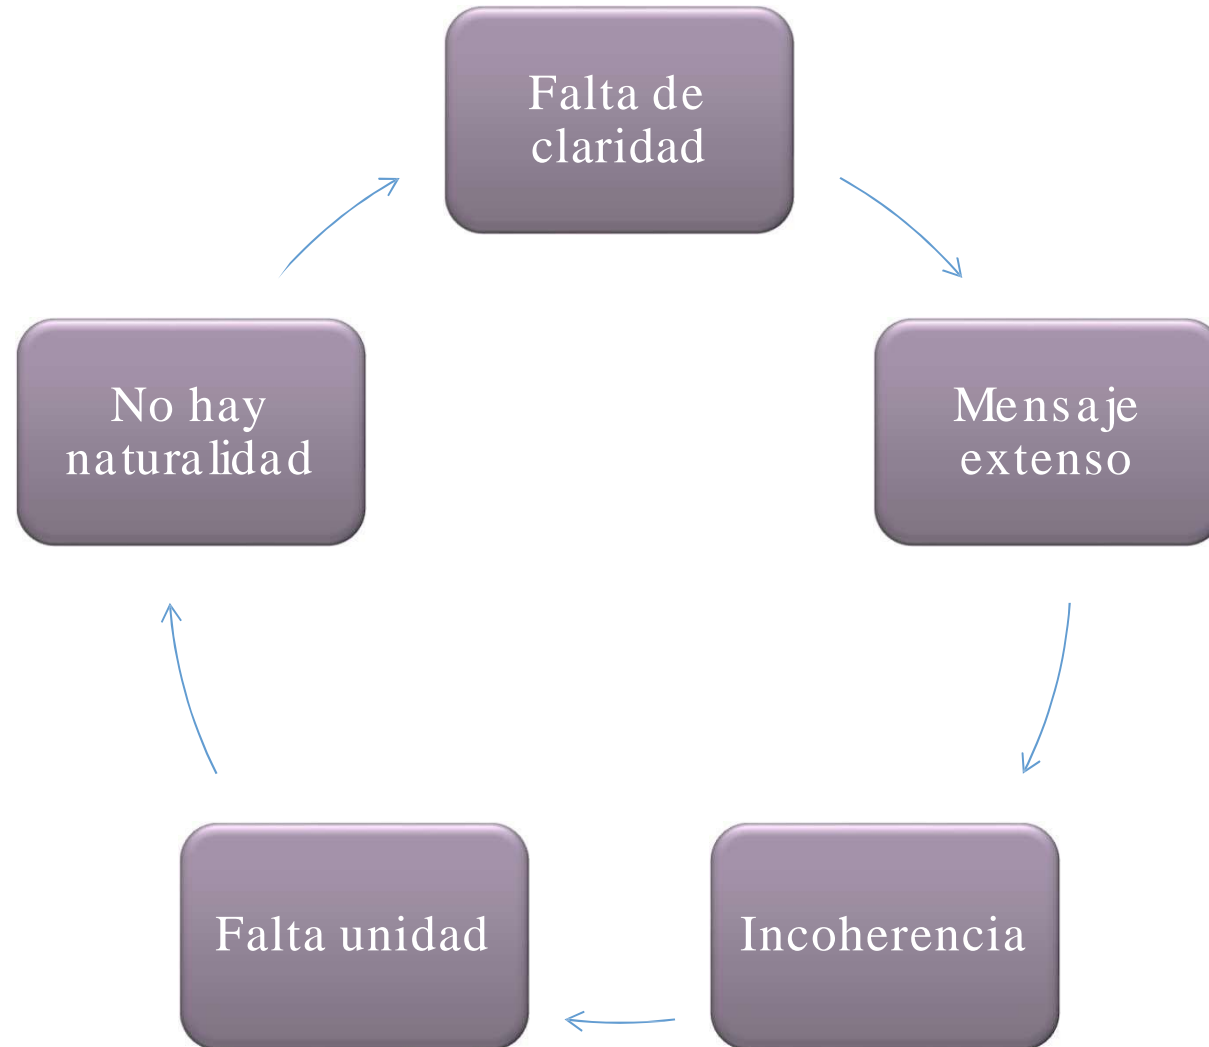 Falta de
claridad
Mensaje
extenso
Incoherencia
Falta unidad
No hay
naturalidad